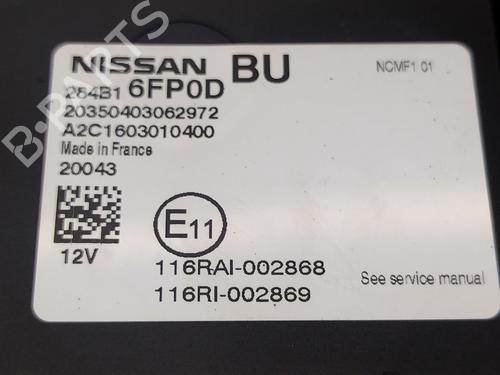 NISSAN BU
NCMF1 01
284B1 6FP0D
20350403062972
A2C1603010400
Made in France
20043
E11
12V
116RAI-002868
116RI-002869
See service manual
B-PARTS